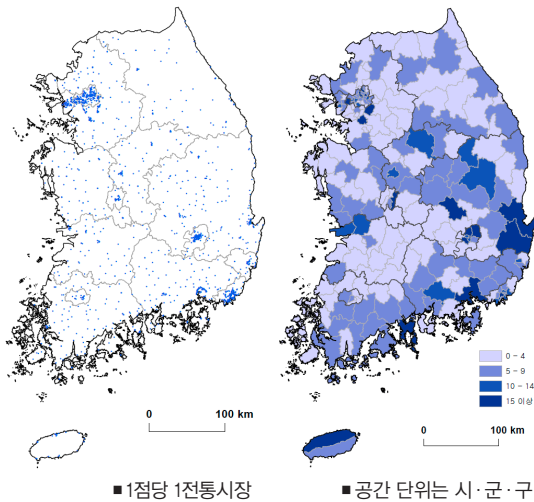 0 - 4
5 - 9
10 - 14
15 이상
0 100 km
0 100 km
■ 1점당 1전통시장
■ 공간 단위는 시·군·구